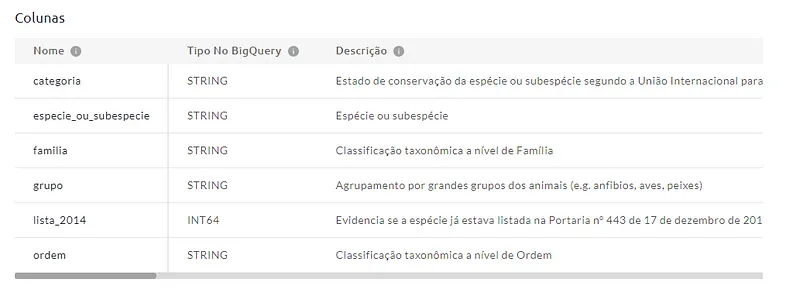 Colunas
Nome Tipo No BigQuery Descrição
categoria STRING Estado de conservação da espécie ou subespécie segundo a União Internacional para
especie_ou_subespecie STRING Espécie ou subespécie
familia STRING Classificação taxonômica a nível de Família
grupo STRING Agrupamento por grandes grupos dos animais (e.g. anfíbios, aves, peixes)
lista_2014 INT64 Evidencia se a espécie já estava listada na Portaria nº 443 de 17 de dezembro de 201
ordem STRING Classificação taxonômica a nível de Ordem